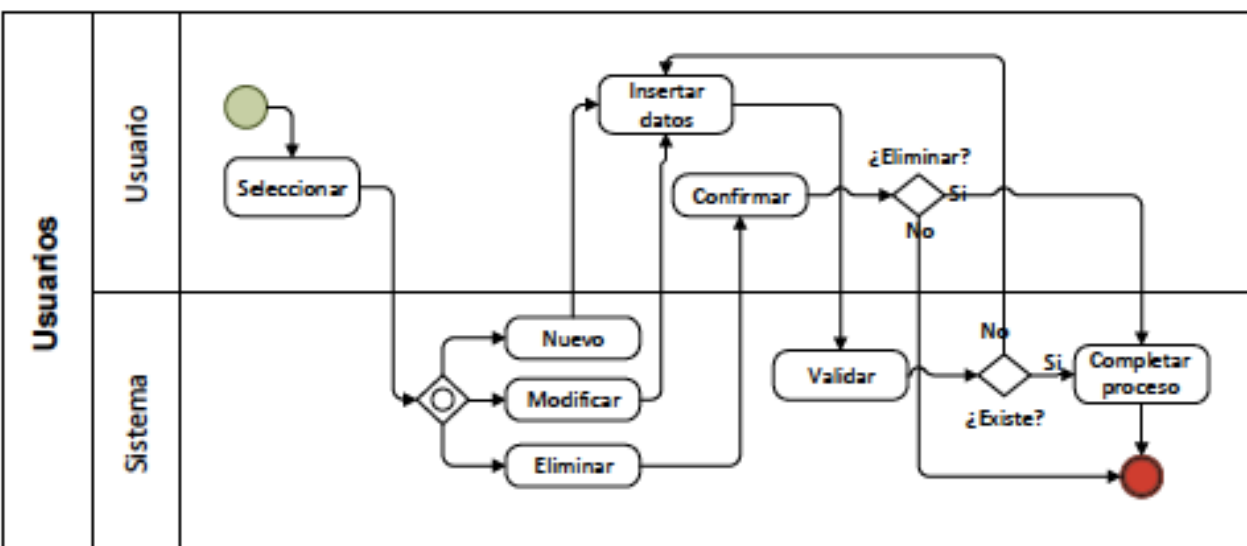 Usuarios
Usuario
Sistema
Seleccionar
Insertar
datos
Confirmar
¿Eliminar?
Si
No
Nuevo
Modificar
Eliminar
Validar
No
Si
¿Existe?
Completar
proceso